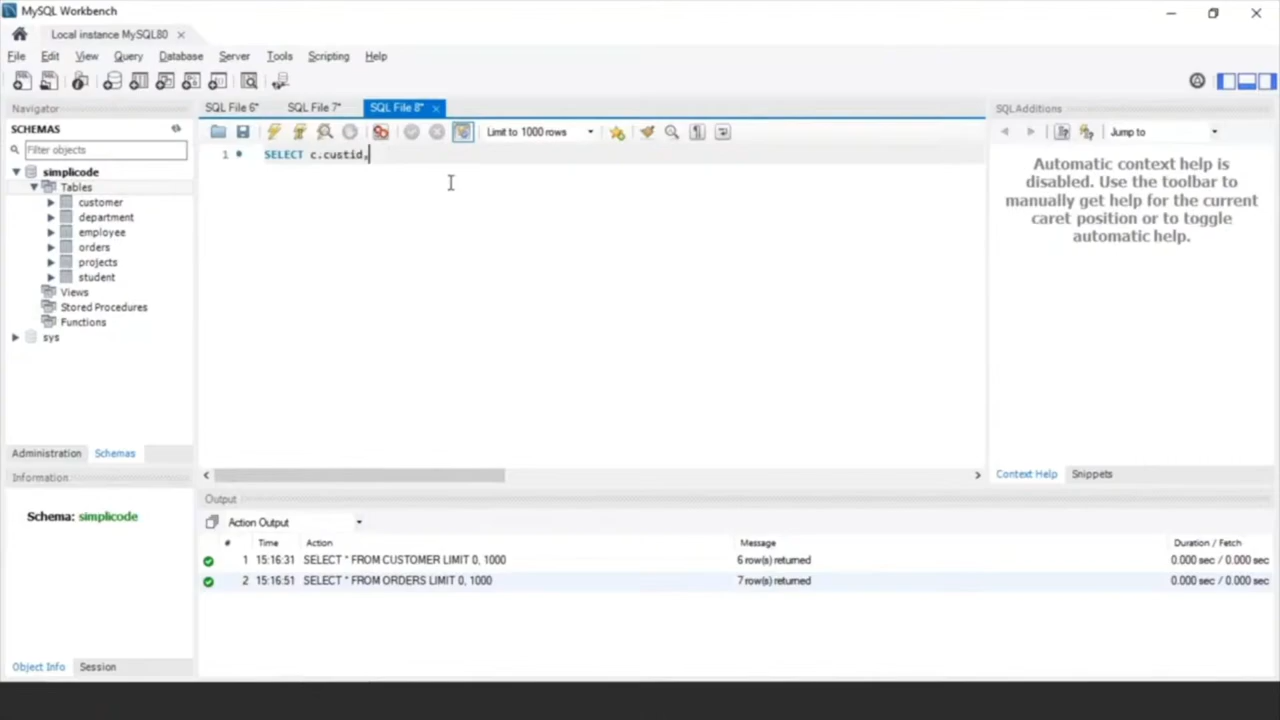 MySQL Workbench
Local instance MySQL80
File Edit View Query Database Server Tools Scripting Help
Navigator
SCHEMAS
Filter objects
simplicode
Tables
customer
department
employee
orders
projects
student
Views
Stored Procedures
Functions
sys
Administration Schemas
Information
Schema: simplicode
Object Info Session
SQL File 6* SQL File 7* SQL File 8*
Limit to 1000 rows
1 SELECT c.custid,
SQLAdditions
Jump to
Automatic context help is
disabled. Use the toolbar to
manually get help for the current
caret position or to toggle
automatic help.
Context Help Snippets
Output
Action Output
# Time Action Message Duration / Fetch
1 15:16:31 SELECT * FROM CUSTOMER LIMIT 0, 1000 6 row(s) returned 0.000 sec / 0.000 sec
2 15:16:51 SELECT * FROM ORDERS LIMIT 0, 1000 7 row(s) returned 0.000 sec / 0.000 sec